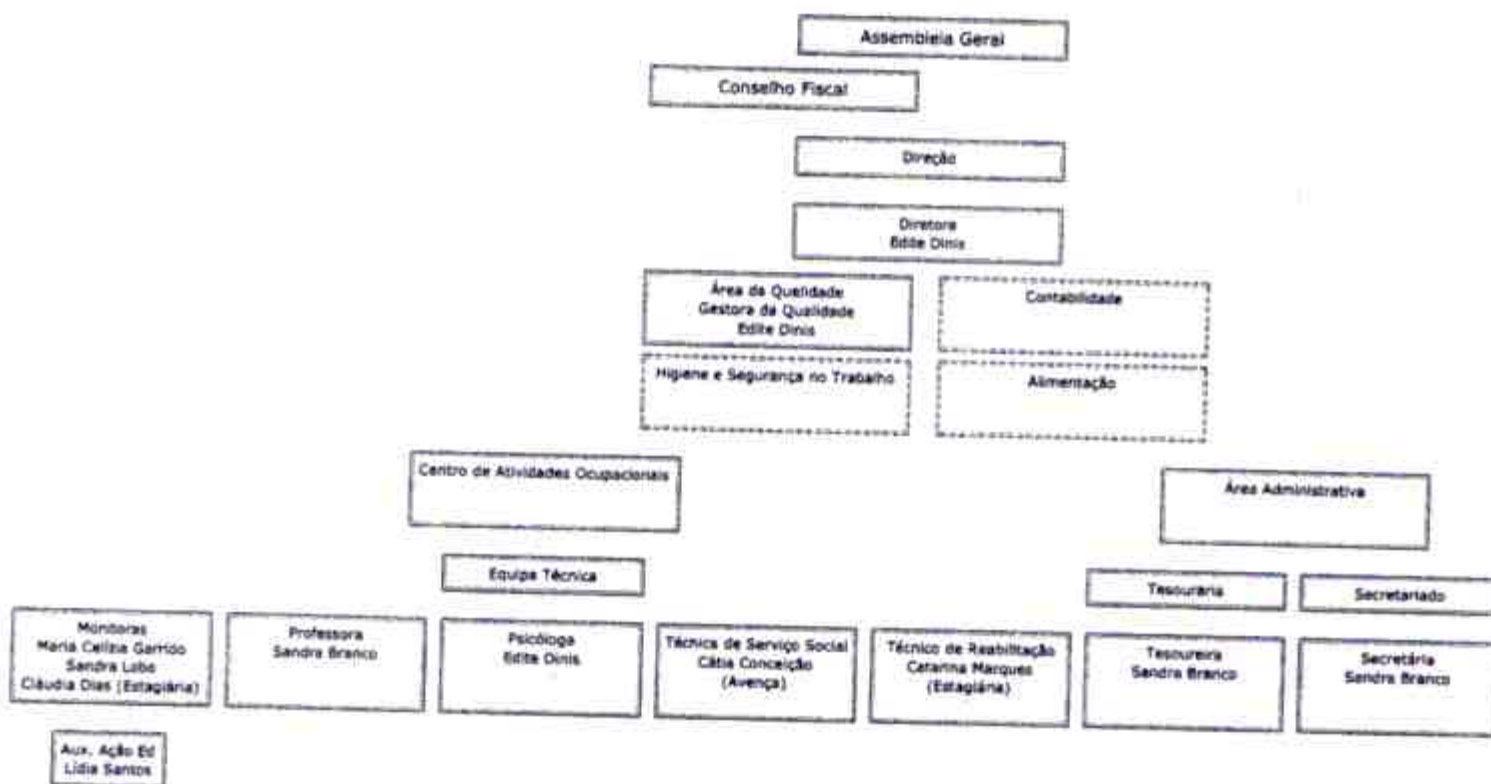 Assembleia Geral
Conselho Fiscal
Direção
Diretora
Edite Dinis
Área da Qualidade
Gestora da Qualidade
Edite Dinis
Contabilidade
Higiene e Segurança no Trabalho
Alimentação
Centro de Atividades Ocupacionais
Área Administrativa
Equipa Técnica
Tesouraria
Secretariado
Monitoras
Maria Celízia Garrido
Sandra Lobo
Cláudia Dias (Estagiária)
Professora
Sandra Branco
Psicóloga
Edite Dinis
Técnica de Serviço Social
Cátia Conceição
(Avença)
Técnico de Reabilitação
Catarina Marques
(Estagiária)
Tesoureira
Sandra Branco
Secretária
Sandra Branco
Aux. Ação Ed
Lídia Santos